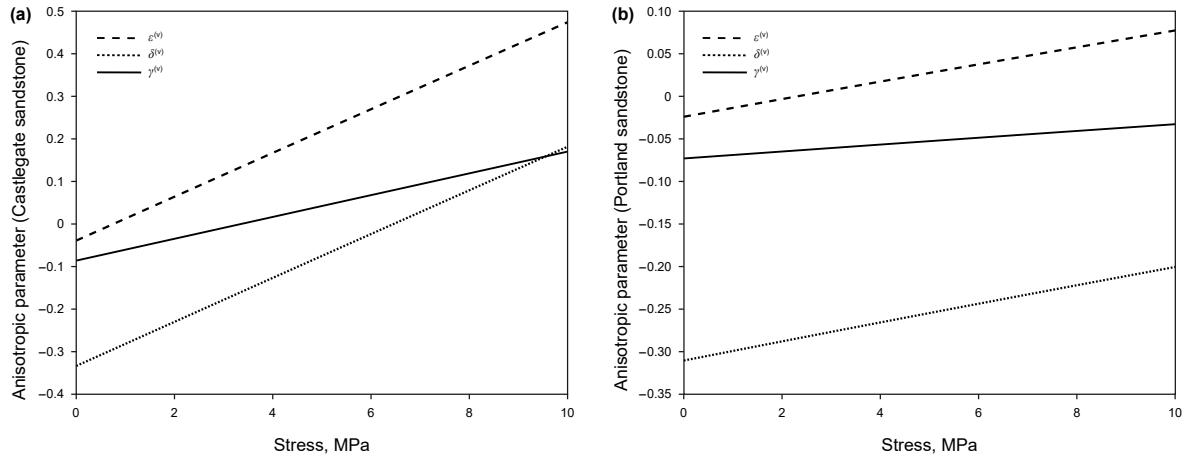 (a)
Anisotropic parameter (Castlegate sandstone)
0.5
0.4
0.3
0.2
0.1
0
−0.1
−0.2
−0.3
−0.4
ε(v)
δ(v)
γ(v)
0 2 4 6 8 10
Stress, MPa
(b)
Anisotropic parameter (Portland sandstone)
0.10
0.05
0
−0.05
−0.10
−0.15
−0.20
−0.25
−0.30
−0.35
ε(v)
δ(v)
γ(v)
0 2 4 6 8 10
Stress, MPa